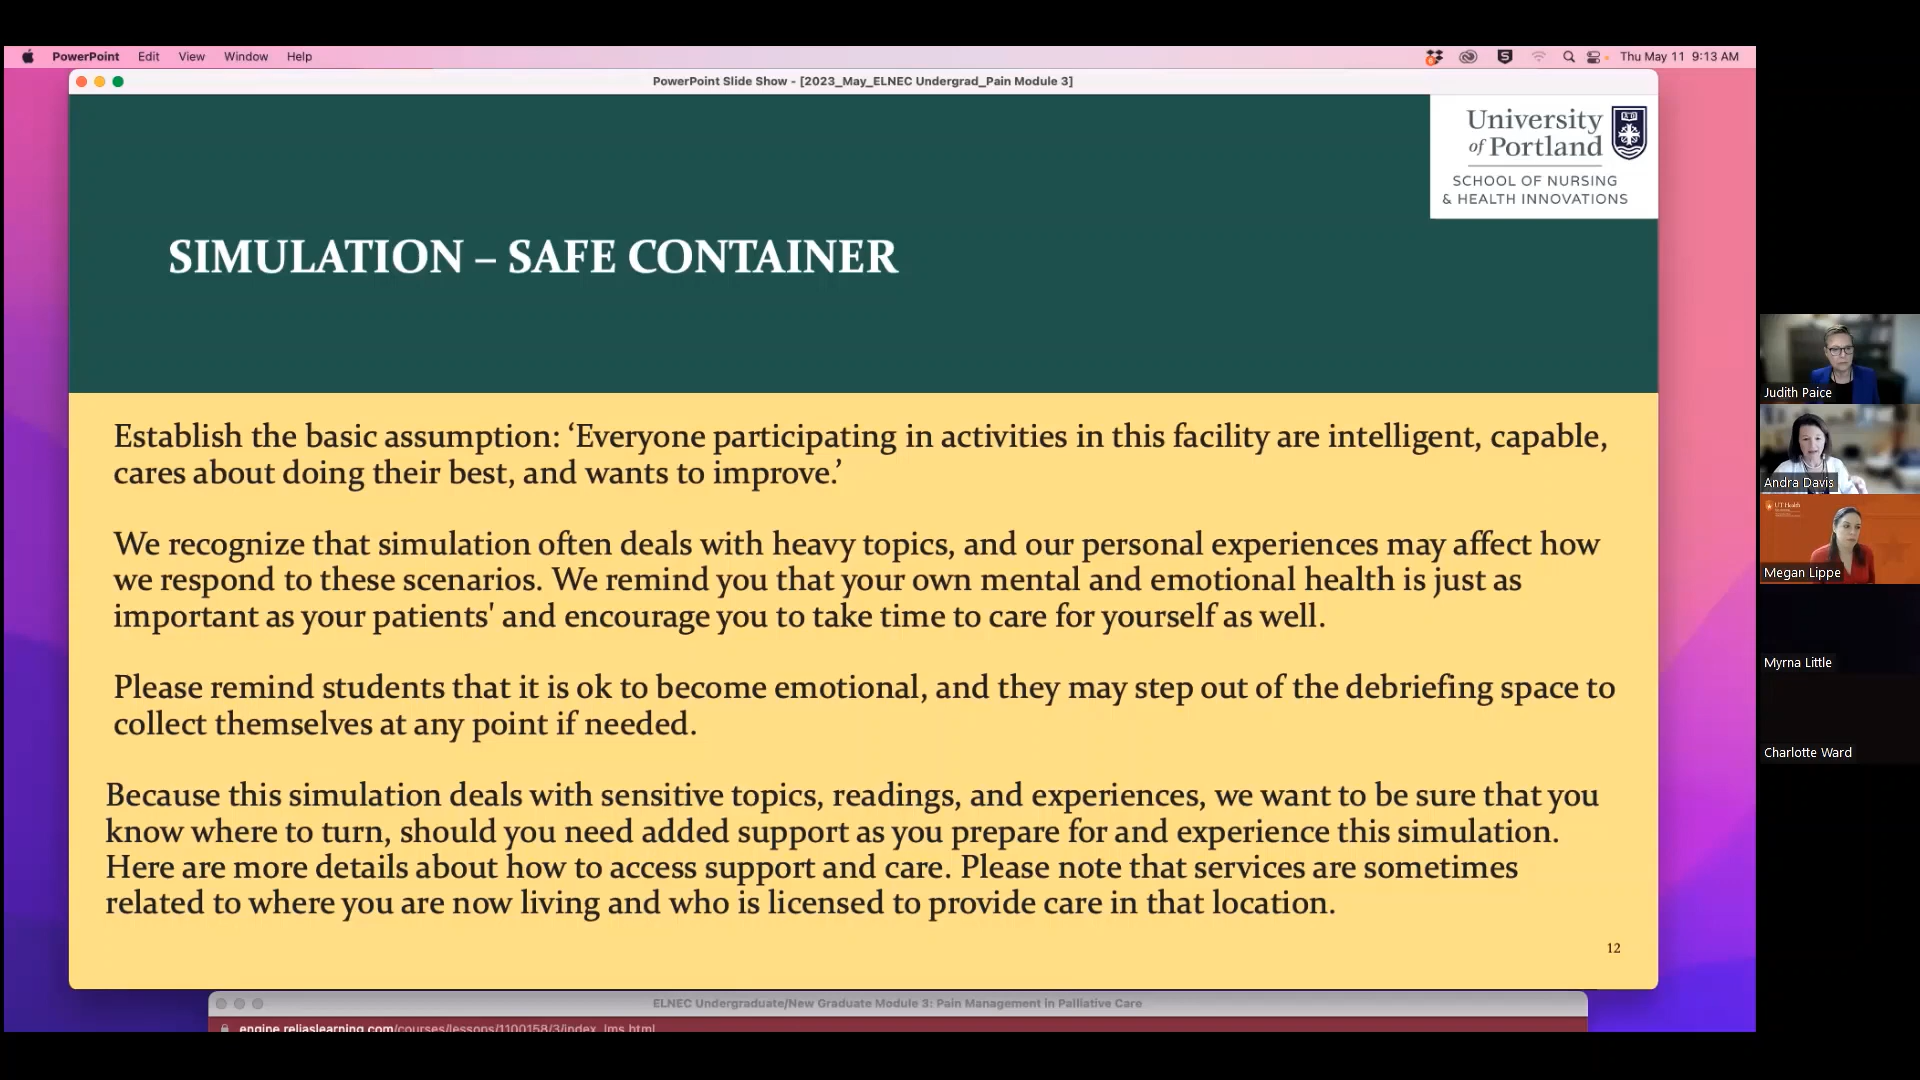 PowerPoint Edit View Window Help
Thu May 11 9:13 AM
PowerPoint Slide Show - [2023_May_ELNEC Undergrad_Pain Module 3]
University
of Portland
SCHOOL OF NURSING
& HEALTH INNOVATIONS
SIMULATION – SAFE CONTAINER
Establish the basic assumption: ‘Everyone participating in activities in this facility are intelligent, capable,
cares about doing their best, and wants to improve.’
We recognize that simulation often deals with heavy topics, and our personal experiences may affect how
we respond to these scenarios. We remind you that your own mental and emotional health is just as
important as your patients' and encourage you to take time to care for yourself as well.
Please remind students that it is ok to become emotional, and they may step out of the debriefing space to
collect themselves at any point if needed.
Because this simulation deals with sensitive topics, readings, and experiences, we want to be sure that you
know where to turn, should you need added support as you prepare for and experience this simulation.
Here are more details about how to access support and care. Please note that services are sometimes
related to where you are now living and who is licensed to provide care in that location.
12
ELNEC Undergraduate/New Graduate Module 3: Pain Management in Palliative Care
engine.reliaslearning.com/courses/lessons/1100158/3/index_lms.html
Judith Paice
Andra Davis
UT Health
Megan Lippe
Myrna Little
Charlotte Ward